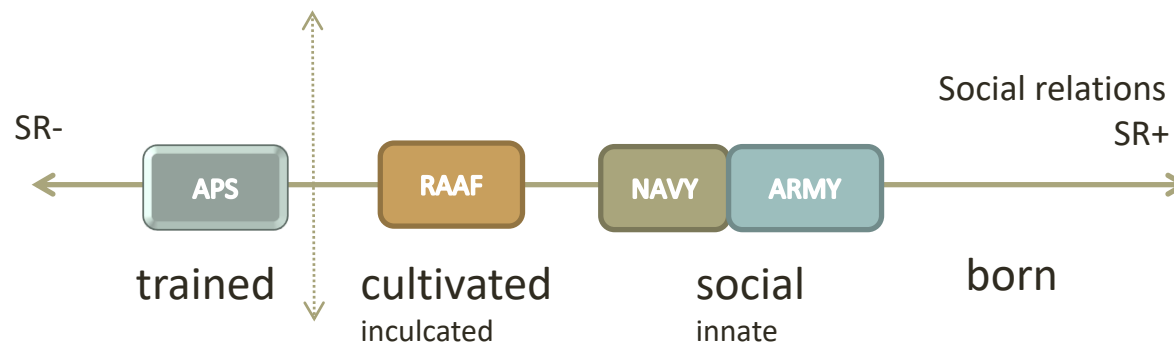 Social relations
SR-
SR+
APS
RAAF
NAVY
ARMY
trained
cultivated
social
born
inculcated
innate